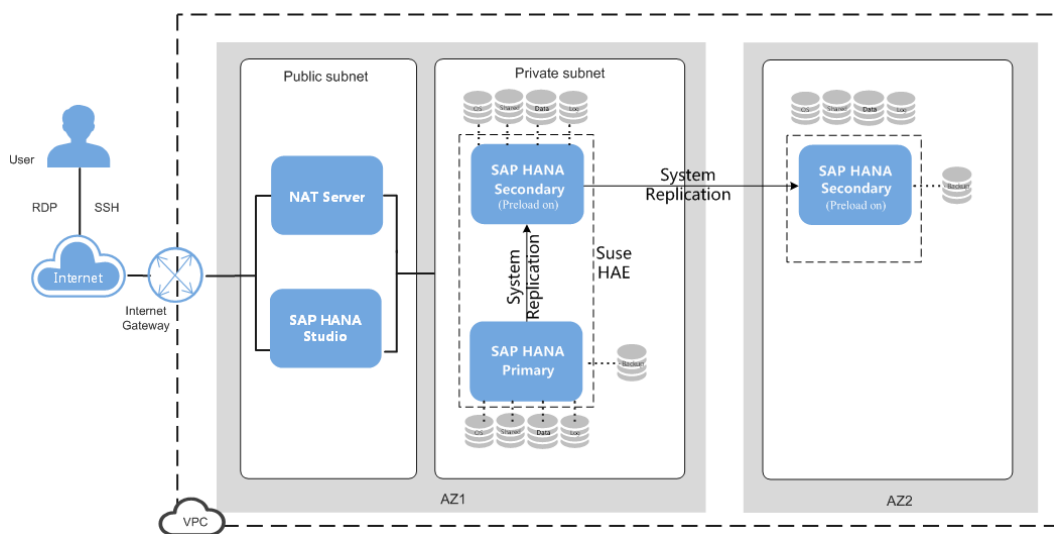 User
RDP
SSH
Internet
Internet
Gateway
VPC
Public subnet
NAT Server
SAP HANA
Studio
Private subnet
OS
Shared
Data
Log
SAP HANA
Secondary
(Preload on)
System
Replication
Suse
HAE
SAP HANA
Primary
Backup
OS
Shared
Data
Log
AZ1
System
Replication
OS
Shared
Data
Log
SAP HANA
Secondary
(Preload on)
Backup
AZ2